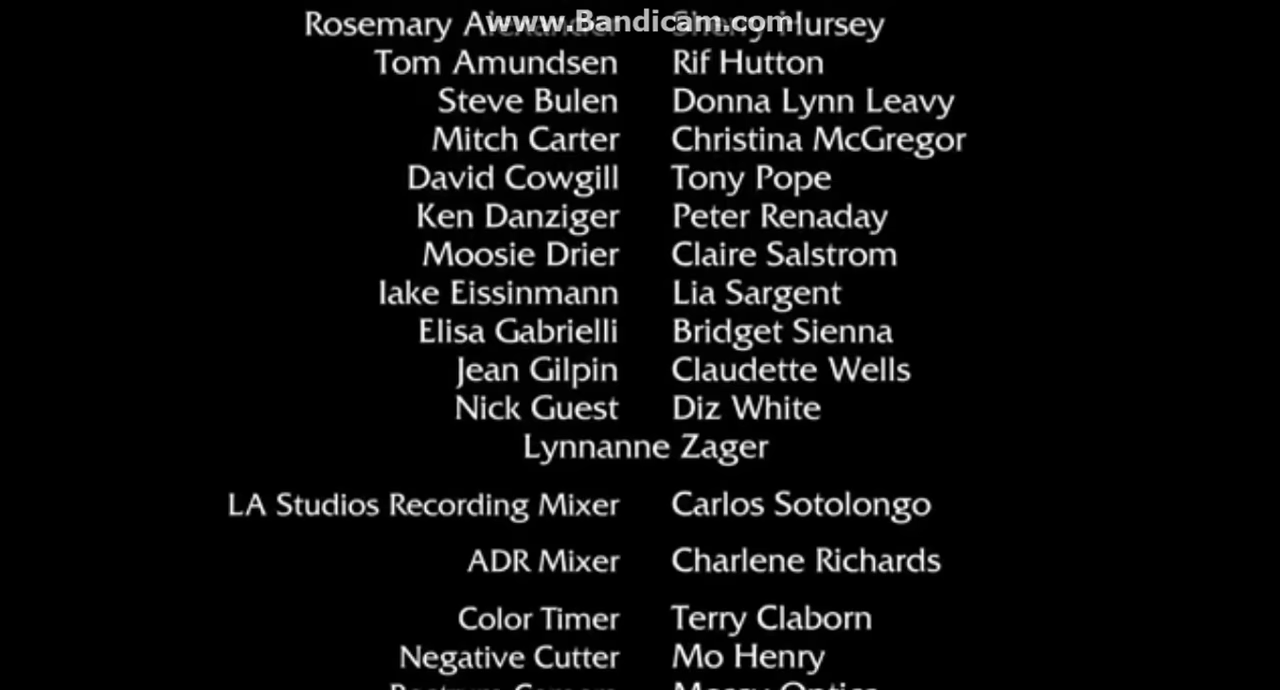 www.Bandicam.com
Rosemary Alexander Sherry Hursey
Tom Amundsen Rif Hutton
Steve Bulen Donna Lynn Leavy
Mitch Carter Christina McGregor
David Cowgill Tony Pope
Ken Danziger Peter Renaday
Moosie Drier Claire Salstrom
Iake Eissinmann Lia Sargent
Elisa Gabrielli Bridget Sienna
Jean Gilpin Claudette Wells
Nick Guest Diz White
Lynnanne Zager
LA Studios Recording Mixer Carlos Sotolongo
ADR Mixer Charlene Richards
Color Timer Terry Claborn
Negative Cutter Mo Henry